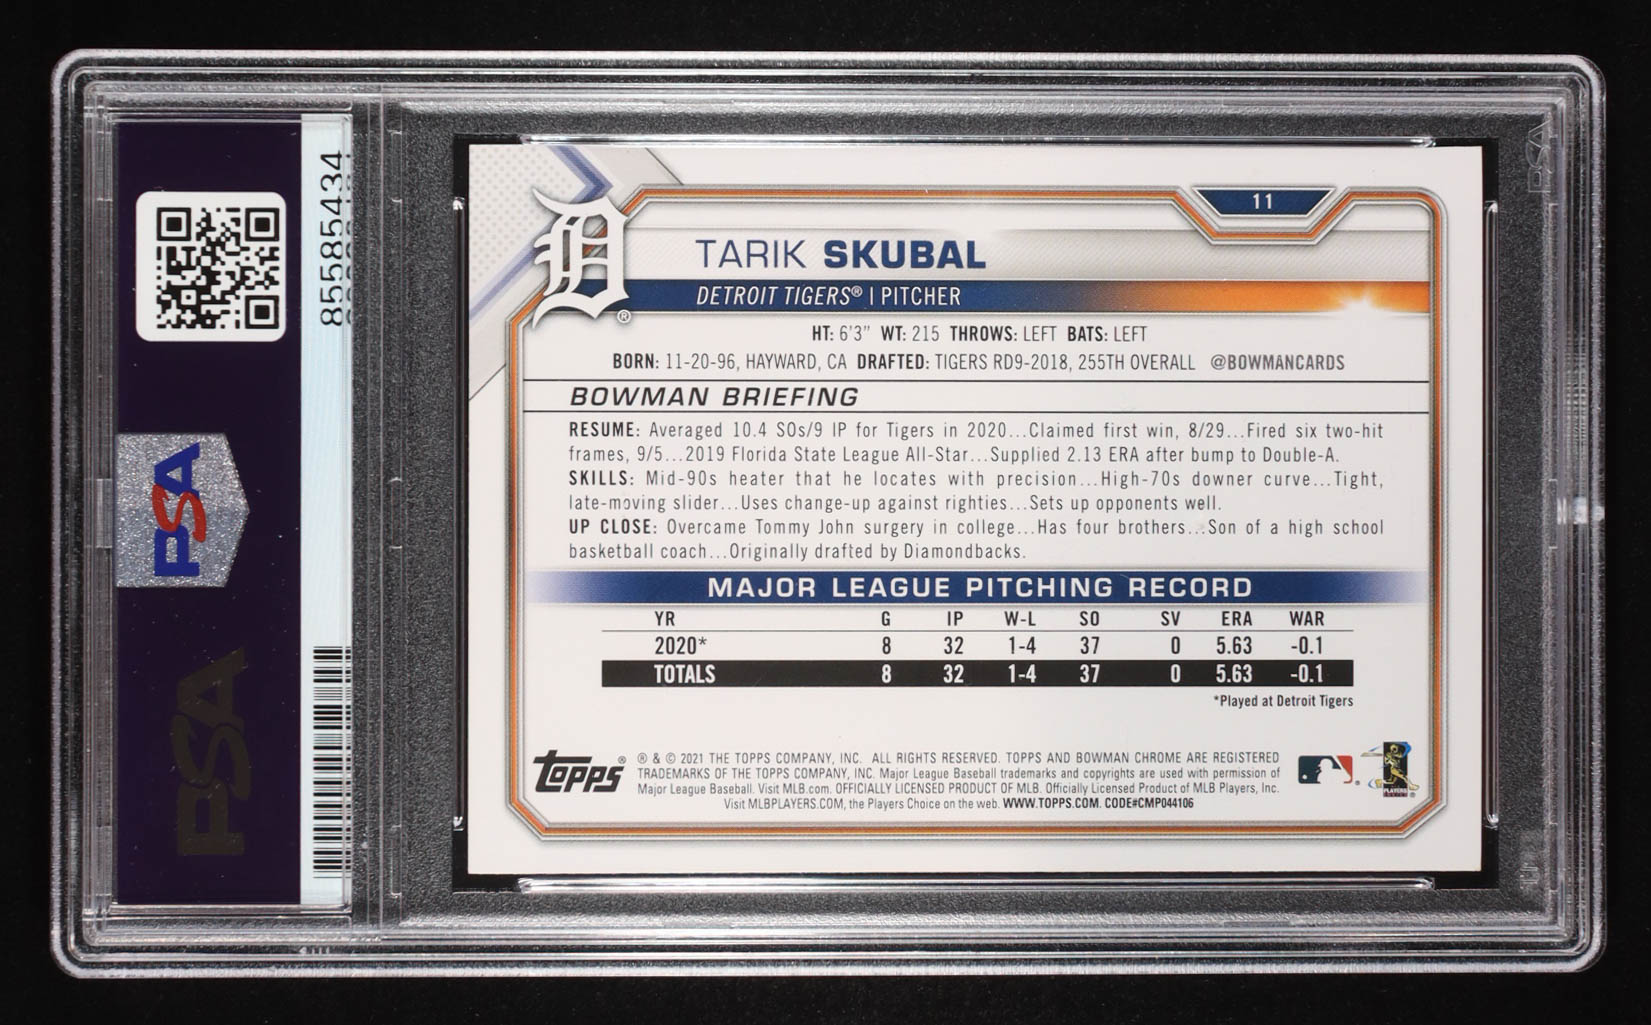 85585434
PSA
PSA
11
TARIK SKUBAL
DETROIT TIGERS® | PITCHER
HT: 6'3" WT: 215 THROWS: LEFT BATS: LEFT
BORN: 11-20-96, HAYWARD, CA DRAFTED: TIGERS RD9-2018, 255TH OVERALL @BOWMANCARDS
BOWMAN BRIEFING
RESUME: Averaged 10.4 SOs/9 IP for Tigers in 2020...Claimed first win, 8/29...Fired six two-hit
frames, 9/5...2019 Florida State League All-Star...Supplied 2.13 ERA after bump to Double-A.
SKILLS: Mid-90s heater that he locates with precision...High-70s downer curve...Tight,
late-moving slider...Uses change-up against righties...Sets up opponents well.
UP CLOSE: Overcame Tommy John surgery in college...Has four brothers...Son of a high school
basketball coach...Originally drafted by Diamondbacks.
MAJOR LEAGUE PITCHING RECORD
YR G IP W-L SO SV ERA WAR
2020* 8 32 1-4 37 0 5.63 -0.1
TOTALS 8 32 1-4 37 0 5.63 -0.1
*Played at Detroit Tigers
Topps®
® & © 2021 THE TOPPS COMPANY, INC. ALL RIGHTS RESERVED. TOPPS AND BOWMAN CHROME ARE REGISTERED
TRADEMARKS OF THE TOPPS COMPANY, INC. Major League Baseball trademarks and copyrights are used with permission of
Major League Baseball. Visit MLB.com. OFFICIALLY LICENSED PRODUCT OF MLB. Officially Licensed Product of MLB Players, Inc.
Visit MLBPLAYERS.COM, the Players Choice on the web. WWW.TOPPS.COM. CODE#CMP044106
PLAYERS
PSA